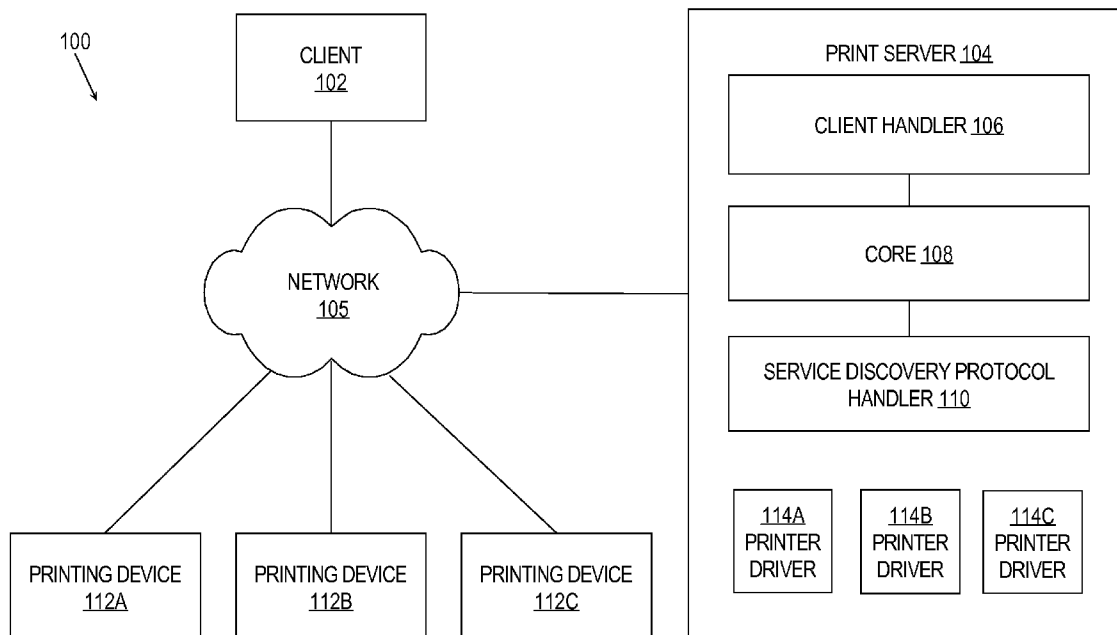 100
CLIENT
102
NETWORK
105
PRINTING DEVICE
112A
PRINTING DEVICE
112B
PRINTING DEVICE
112C
PRINT SERVER 104
CLIENT HANDLER 106
CORE 108
SERVICE DISCOVERY PROTOCOL
HANDLER 110
114A
PRINTER
DRIVER
114B
PRINTER
DRIVER
114C
PRINTER
DRIVER